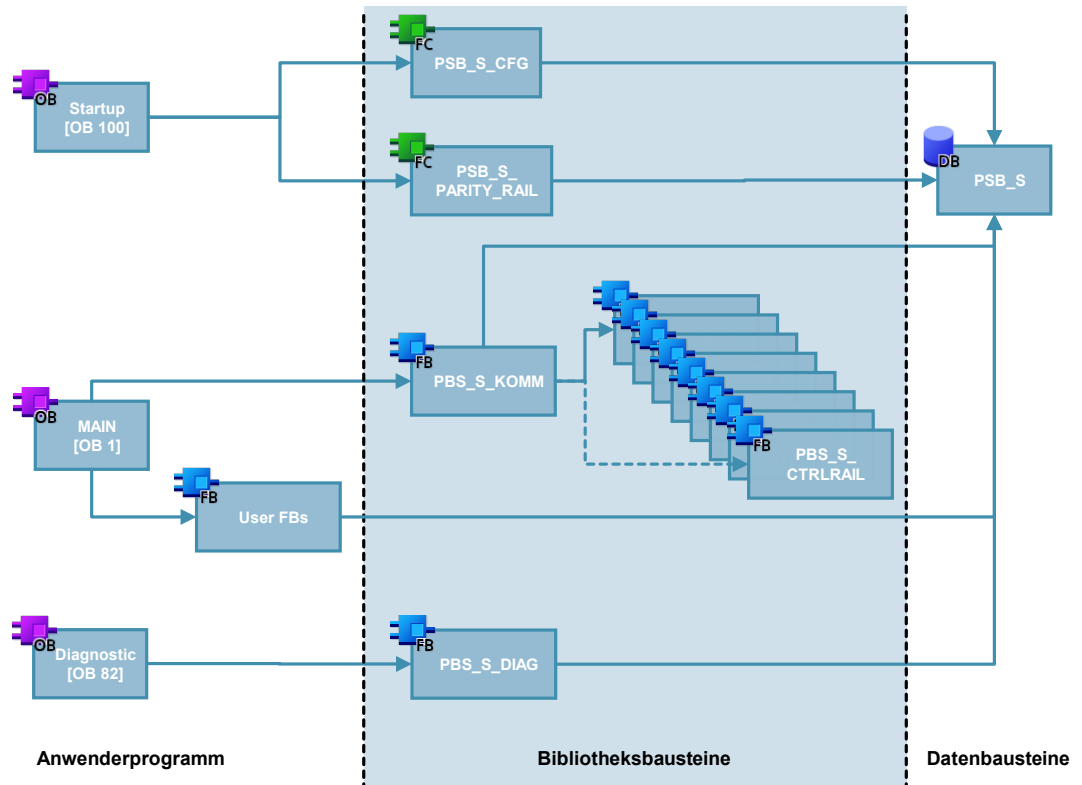 FC
PSB_S_CFG
OB
Startup
[OB 100]
FC
PSB_S_
PARITY_RAIL
DB
PSB_S
FB
PBS_S_KOMM
OB
MAIN
[OB 1]
FB
PBS_S_
CTRLRAIL
FB
User FBs
OB
Diagnostic
[OB 82]
FB
PBS_S_DIAG
Anwenderprogramm
Bibliotheksbausteine
Datenbausteine